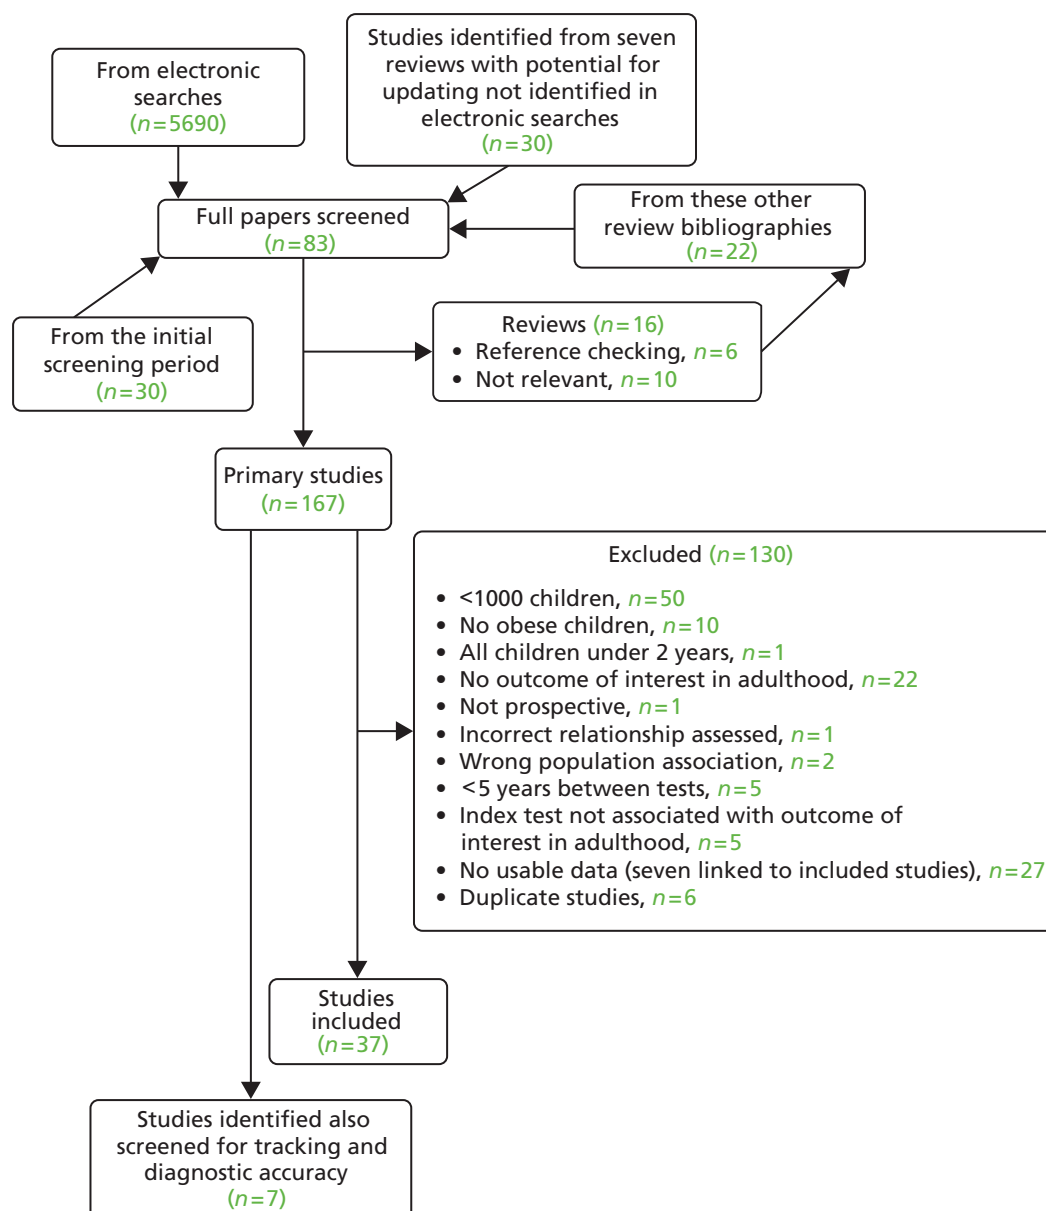 From electronic
searches
(n=5690)
Studies identified from seven
reviews with potential for
updating not identified in
electronic searches
(n=30)
Full papers screened
(n=83)
From these other
review bibliographies
(n=22)
From the initial
screening period
(n=30)
Reviews (n=16)
• Reference checking, n=6
• Not relevant, n=10
Primary studies
(n=167)
Excluded (n=130)
• <1000 children, n=50
• No obese children, n=10
• All children under 2 years, n=1
• No outcome of interest in adulthood, n=22
• Not prospective, n=1
• Incorrect relationship assessed, n=1
• Wrong population association, n=2
• <5 years between tests, n=5
• Index test not associated with outcome of
interest in adulthood, n=5
• No usable data (seven linked to included studies), n=27
• Duplicate studies, n=6
Studies
included
(n=37)
Studies identified also
screened for tracking and
diagnostic accuracy
(n=7)